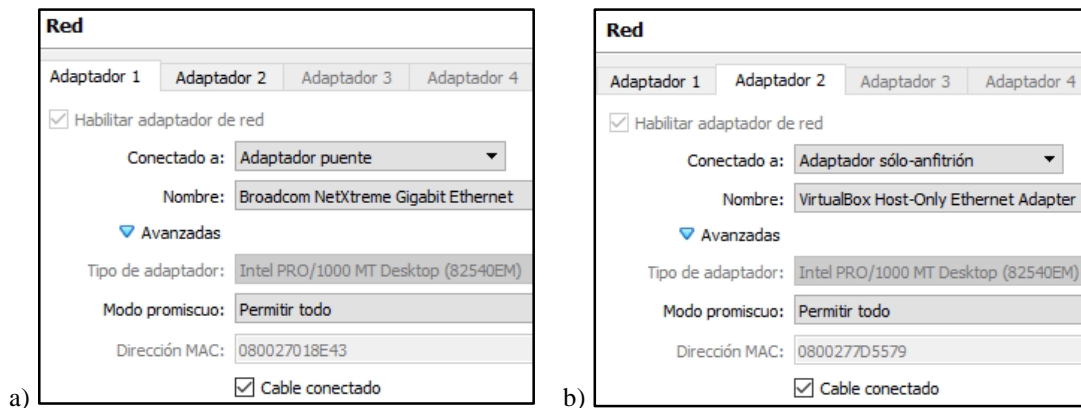 Red
Adaptador 1 Adaptador 2 Adaptador 3 Adaptador 4
Habilitar adaptador de red
Conectado a: Adaptador puente
Nombre: Broadcom NetXtreme Gigabit Ethernet
Avanzadas
Tipo de adaptador: Intel PRO/1000 MT Desktop (82540EM)
Modo promiscuo: Permitir todo
Dirección MAC: 080027018E43
Cable conectado
a)
Red
Adaptador 1 Adaptador 2 Adaptador 3 Adaptador 4
Habilitar adaptador de red
Conectado a: Adaptador sólo-anfitrión
Nombre: VirtualBox Host-Only Ethernet Adapter
Avanzadas
Tipo de adaptador: Intel PRO/1000 MT Desktop (82540EM)
Modo promiscuo: Permitir todo
Dirección MAC: 0800277D5579
Cable conectado
b)